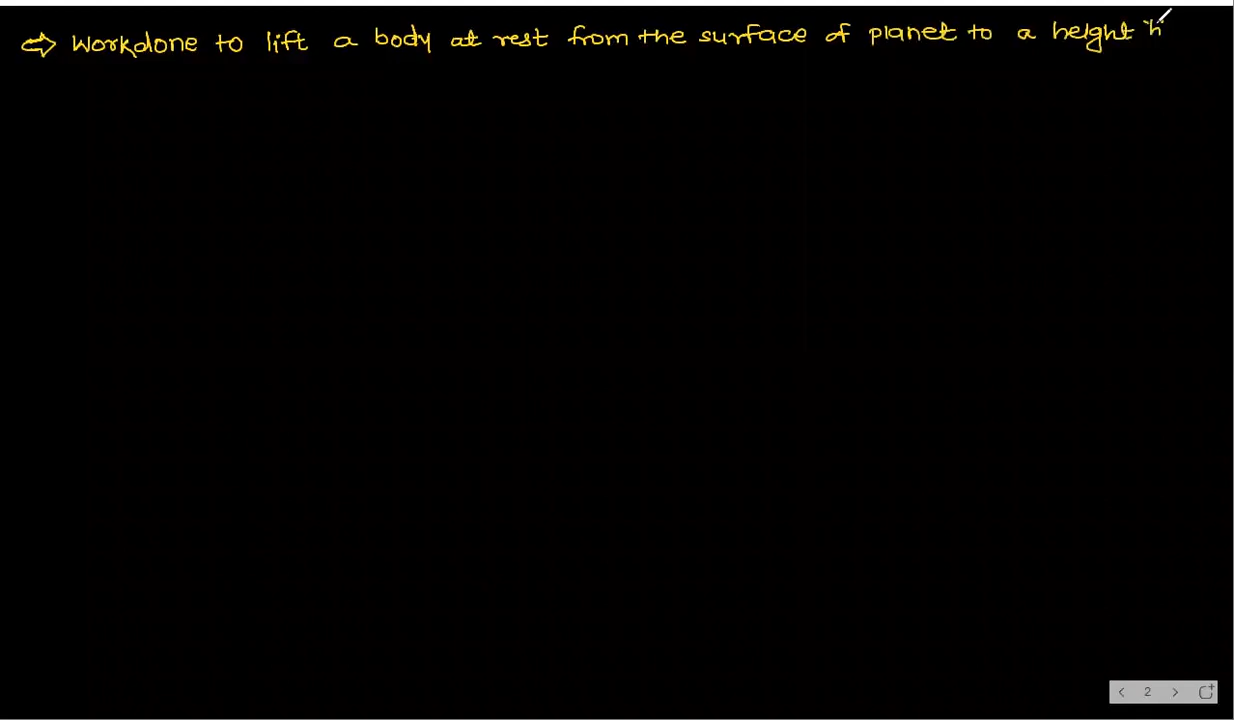 ⇒ Workdone to lift a body at rest from the surface of planet to a height "h
2